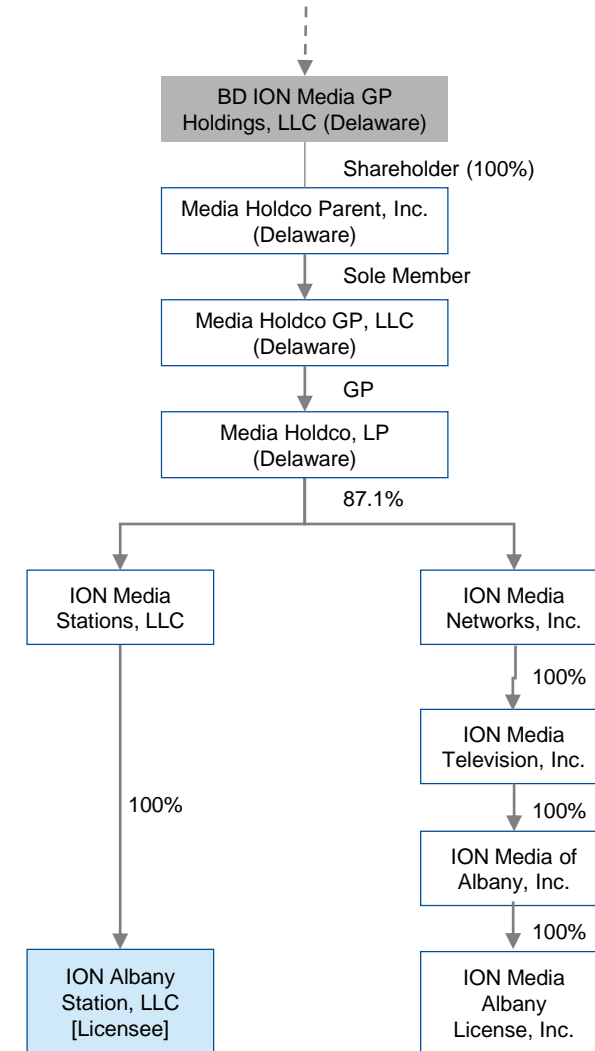 BD ION Media GP
Holdings, LLC (Delaware)
Shareholder (100%)
Media Holdco Parent, Inc.
(Delaware)
Sole Member
Media Holdco GP, LLC
(Delaware)
GP
Media Holdco, LP
(Delaware)
87.1%
ION Media
Stations, LLC
ION Media
Networks, Inc.
100%
ION Media
Television, Inc.
100%
100%
ION Media of
Albany, Inc.
100%
ION Albany
Station, LLC
[Licensee]
ION Media
Albany
License, Inc.